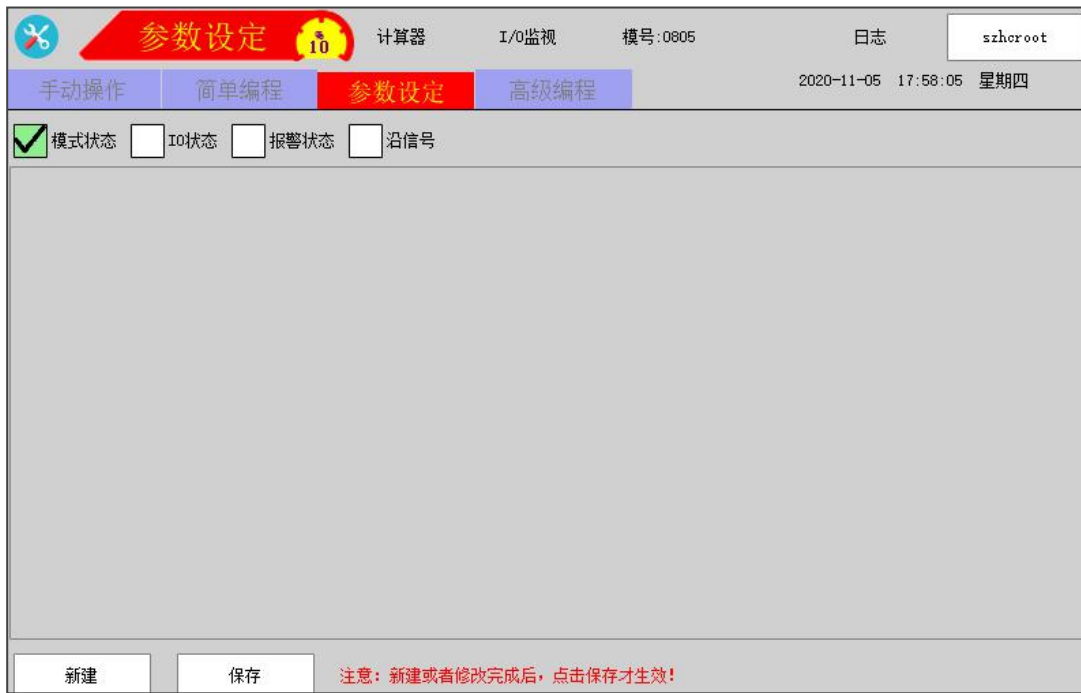 参数设定 % 10 计算器 I/O监视 模号:0805 日志 szhcroot
手动操作 简单编程 参数设定 高级编程 2020-11-05 17:58:05 星期四
模式状态 IO状态 报警状态 沿信号
新建 保存 注意：新建或者修改完成后，点击保存才生效！